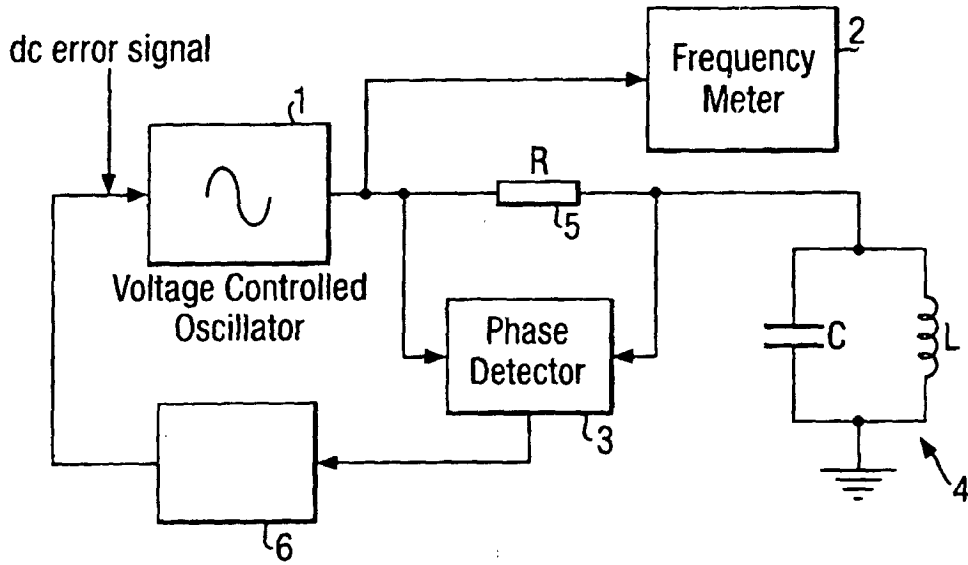 dc error signal
1
Voltage Controlled
Oscillator
Frequency
Meter
2
R
5
Phase
Detector
3
C
L
4
6